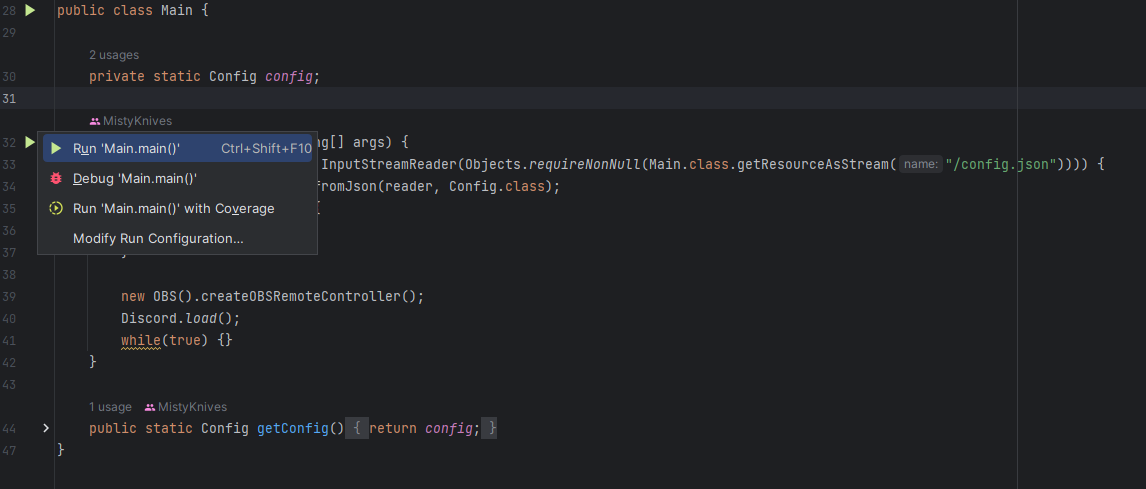 28 public class Main {
29
2 usages
30 private static Config config;
31
MistyKnives
32 ng[] args) {
33 InputStreamReader(Objects.requireNonNull(Main.class.getResourceAsStream( name: "/config.json")))) {
34 fromJson(reader, Config.class);
35 {
36
37 }
38
39 new OBS().createOBSRemoteController();
40 Discord.load();
41 while(true) {}
42 }
43
1 usage MistyKnives
44 public static Config getConfig() { return config; }
47 }
Run 'Main.main()' Ctrl+Shift+F10
Debug 'Main.main()'
Run 'Main.main()' with Coverage
Modify Run Configuration...